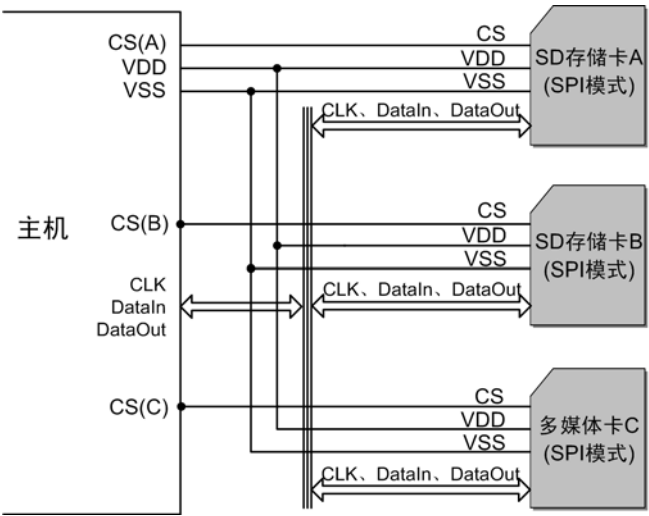 主机
CS(A)
VDD
VSS
CS(B)
CLK
DataIn
DataOut
CS(C)
CS
VDD
VSS
CLK、DataIn、DataOut
SD存储卡A
(SPI模式)
CS
VDD
VSS
CLK、DataIn、DataOut
SD存储卡B
(SPI模式)
CS
VDD
VSS
CLK、DataIn、DataOut
多媒体卡C
(SPI模式)